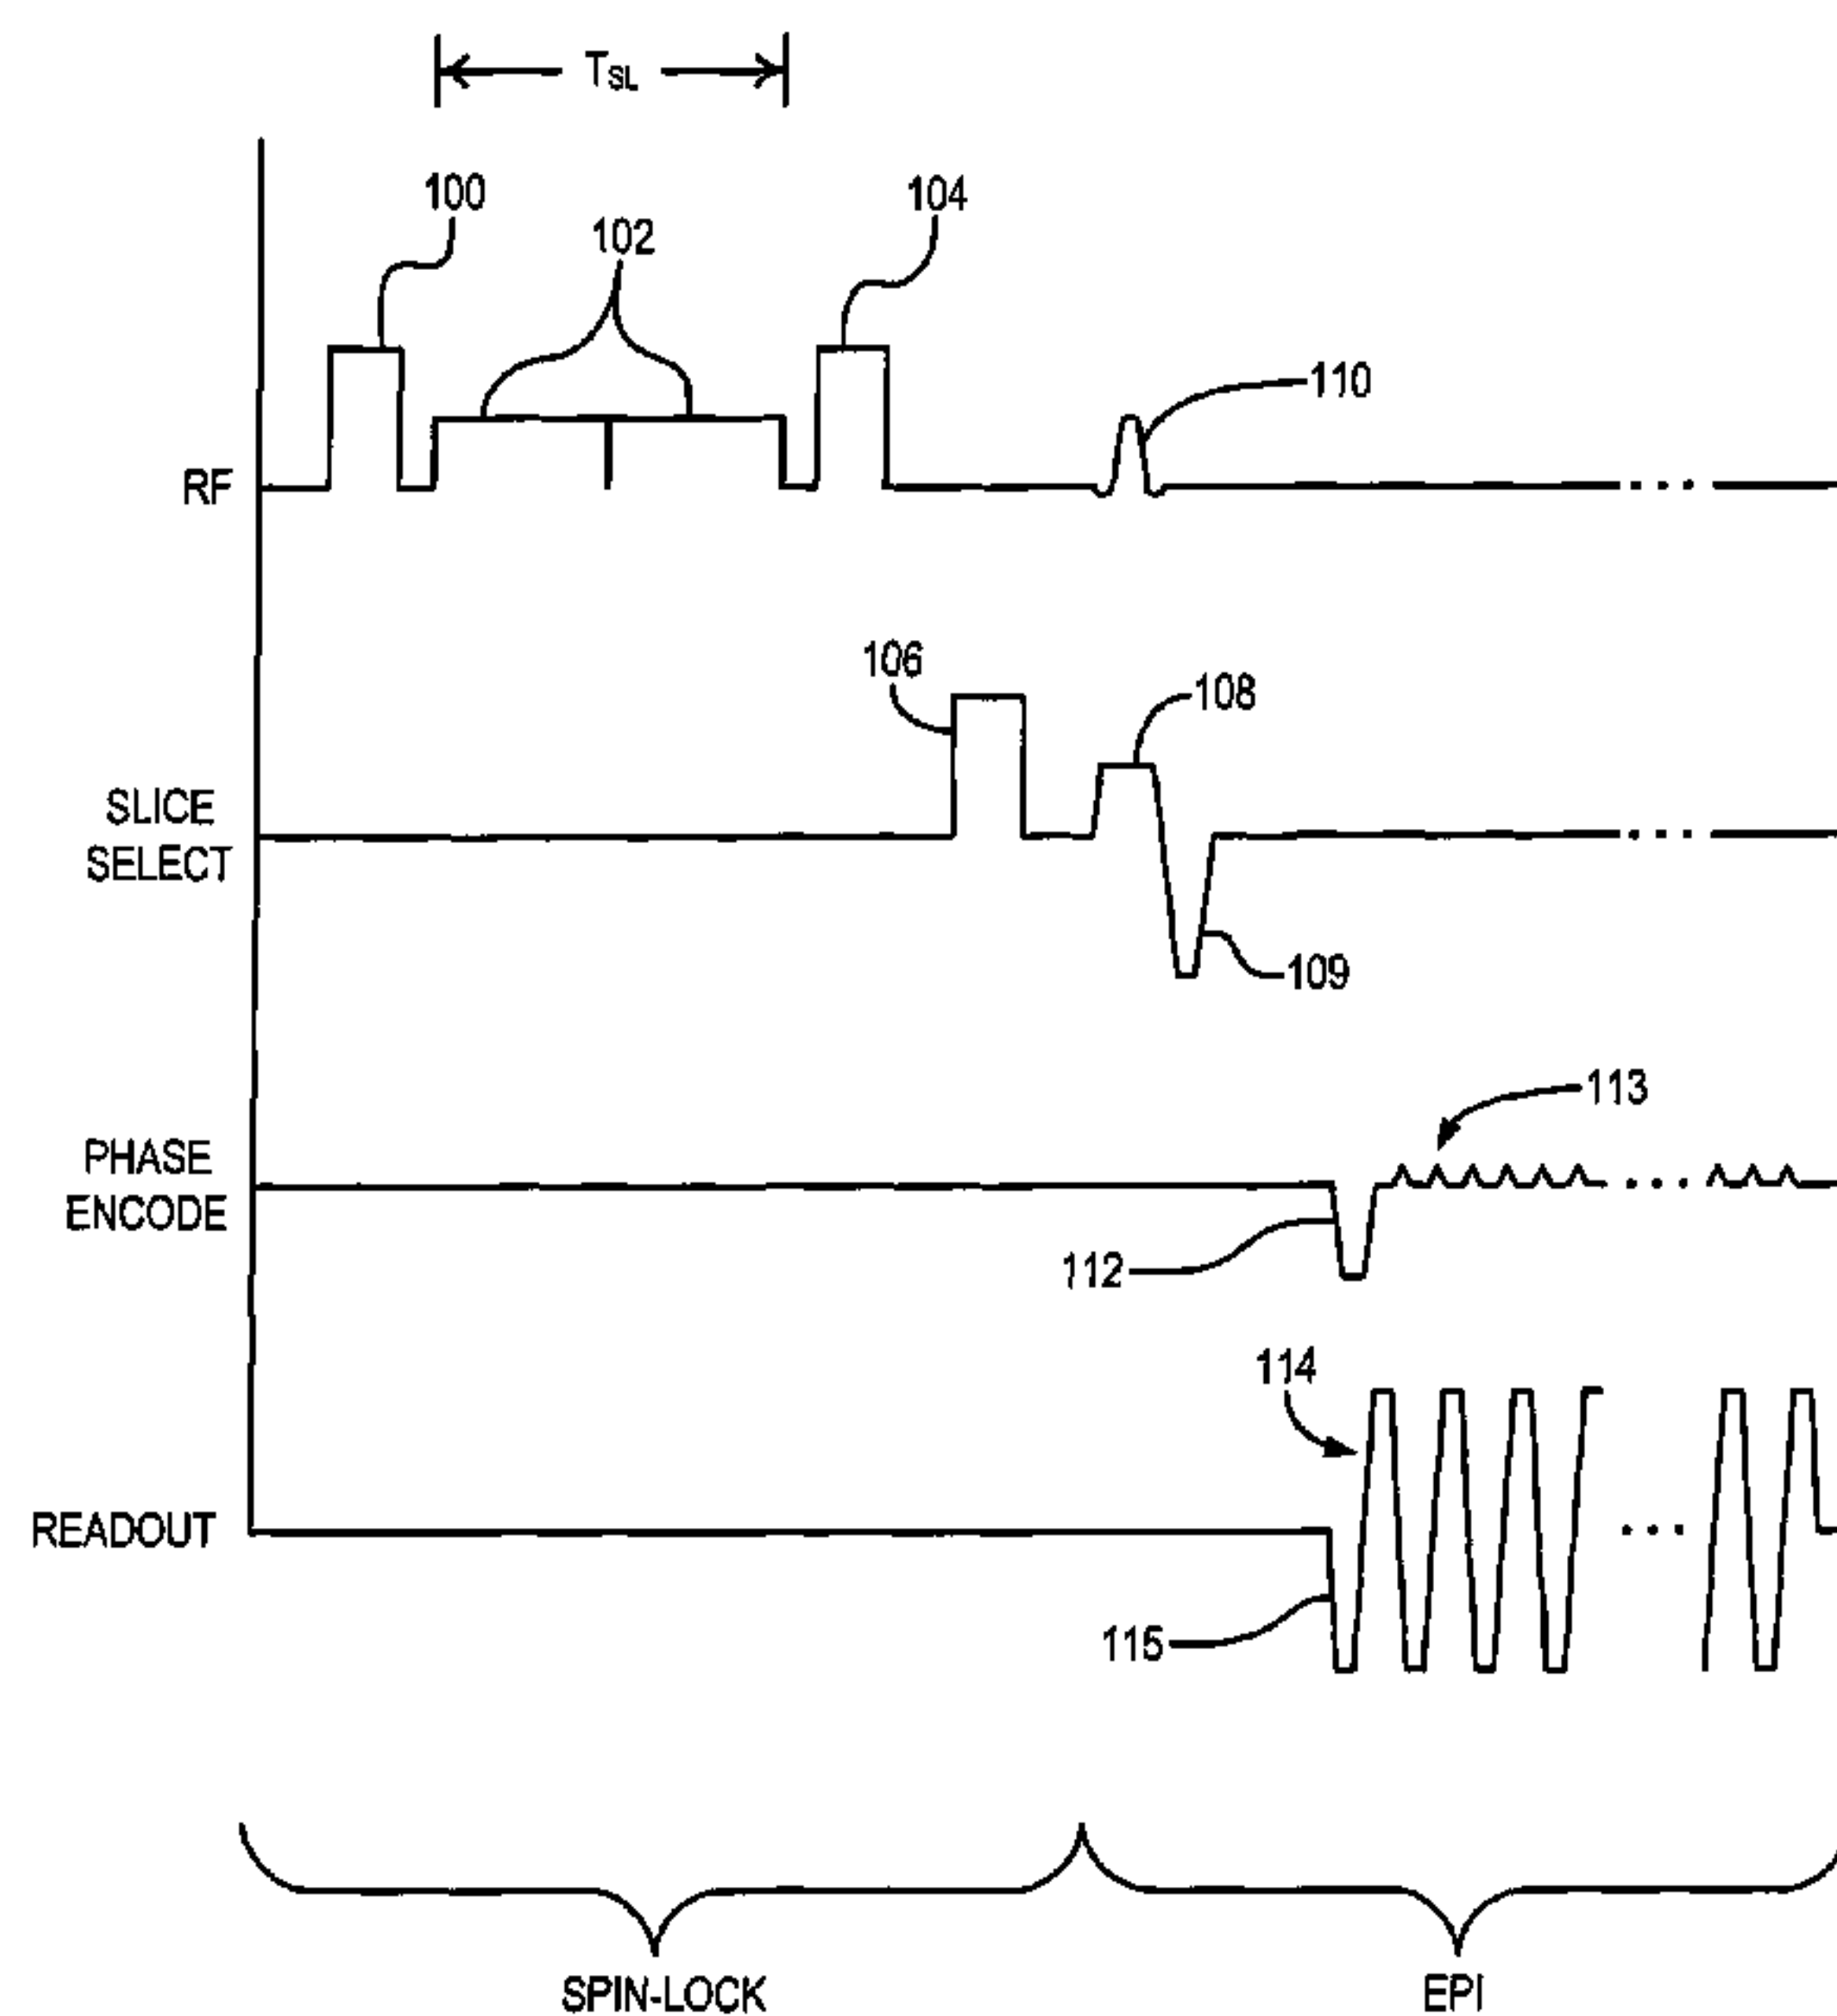 TSL
100
102
104
RF
110
106
108
SLICE
SELECT
109
113
PHASE
ENCODE
112
114
READOUT
115
SPIN-LOCK
EPI